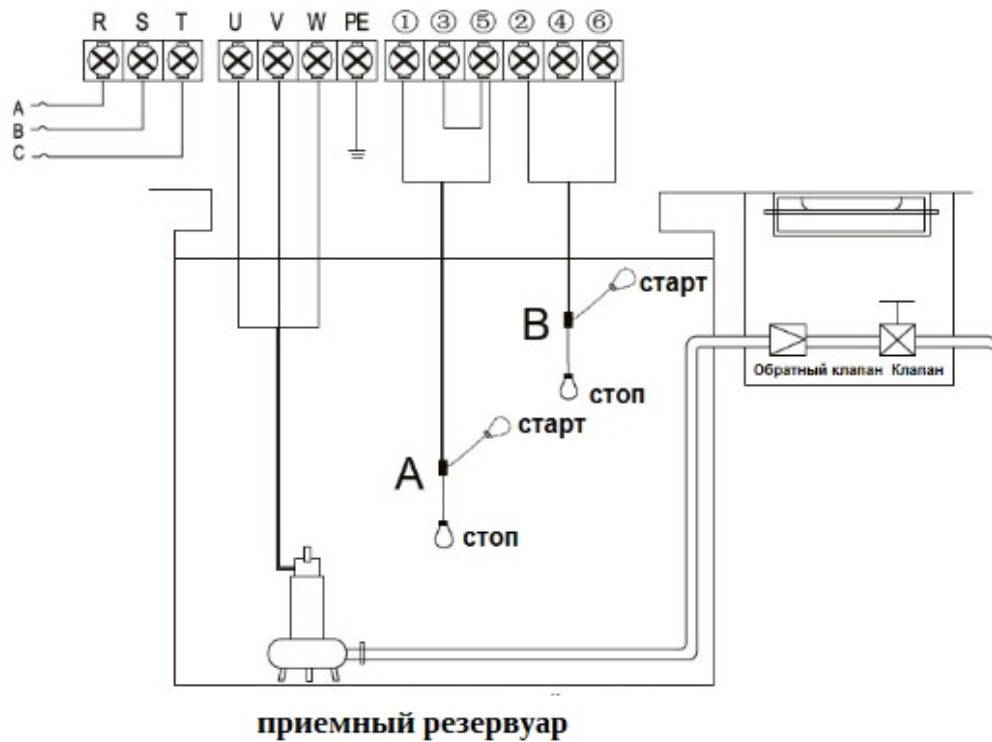 R S T U V W PE ① ③ ⑤ ② ④ ⑥
A
B
C
старт
B
стоп
Обратный клапан Клапан
старт
A
стоп
приемный резервуар